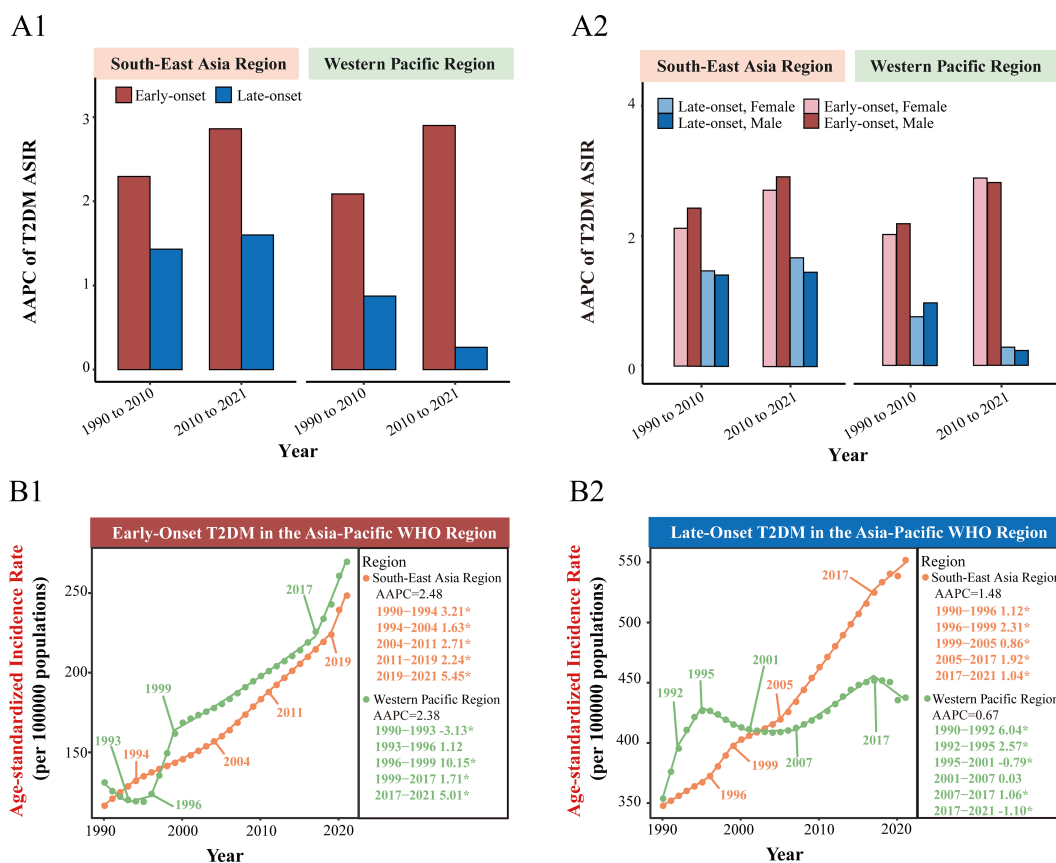 A1
South-East Asia Region
Western Pacific Region
Early-onset
Late-onset
AAPC of T2DM ASIR
3
2
1
0
1990 to 2010
2010 to 2021
1990 to 2010
2010 to 2021
Year
A2
South-East Asia Region
Western Pacific Region
Late-onset, Female
Early-onset, Female
Late-onset, Male
Early-onset, Male
AAPC of T2DM ASIR
4
2
0
1990 to 2010
2010 to 2021
1990 to 2010
2010 to 2021
Year
B1
Early-Onset T2DM in the Asia-Pacific WHO Region
Age-standardized Incidence Rate
(per 100000 populations)
250
200
150
1990
2000
2010
2020
Year
1993
1994
1996
1999
2004
2011
2017
2019
Region
South-East Asia Region
AAPC=2.48
1990−1994 3.21*
1994−2004 1.63*
2004−2011 2.71*
2011−2019 2.24*
2019−2021 5.45*
Western Pacific Region
AAPC=2.38
1990−1993 -3.13*
1993−1996 1.12
1996−1999 10.15*
1999−2017 1.71*
2017−2021 5.01*
B2
Late-Onset T2DM in the Asia-Pacific WHO Region
Age-standardized Incidence Rate
(per 100000 populations)
550
500
450
400
350
1990
2000
2010
2020
Year
1992
1995
1996
1999
2001
2005
2007
2017
2017
Region
South-East Asia Region
AAPC=1.48
1990−1996 1.12*
1996−1999 2.31*
1999−2005 0.86*
2005−2017 1.92*
2017−2021 1.04*
Western Pacific Region
AAPC=0.67
1990−1992 6.04*
1992−1995 2.57*
1995−2001 -0.79*
2001−2007 0.03
2007−2017 1.06*
2017−2021 -1.10*